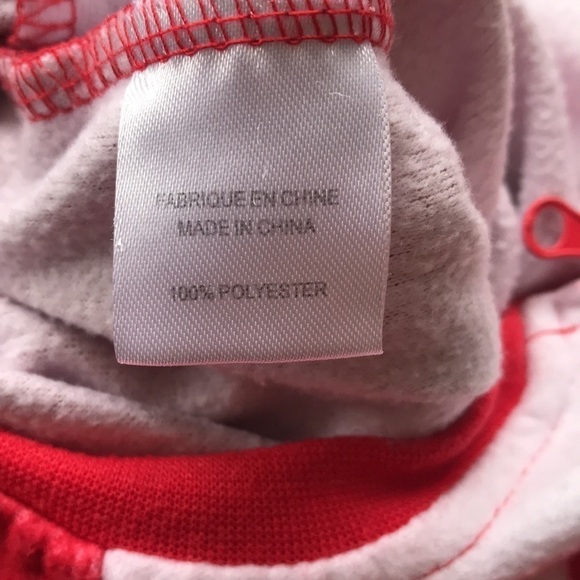 FABRIQUE EN CHINE
MADE IN CHINA
100% POLYESTER